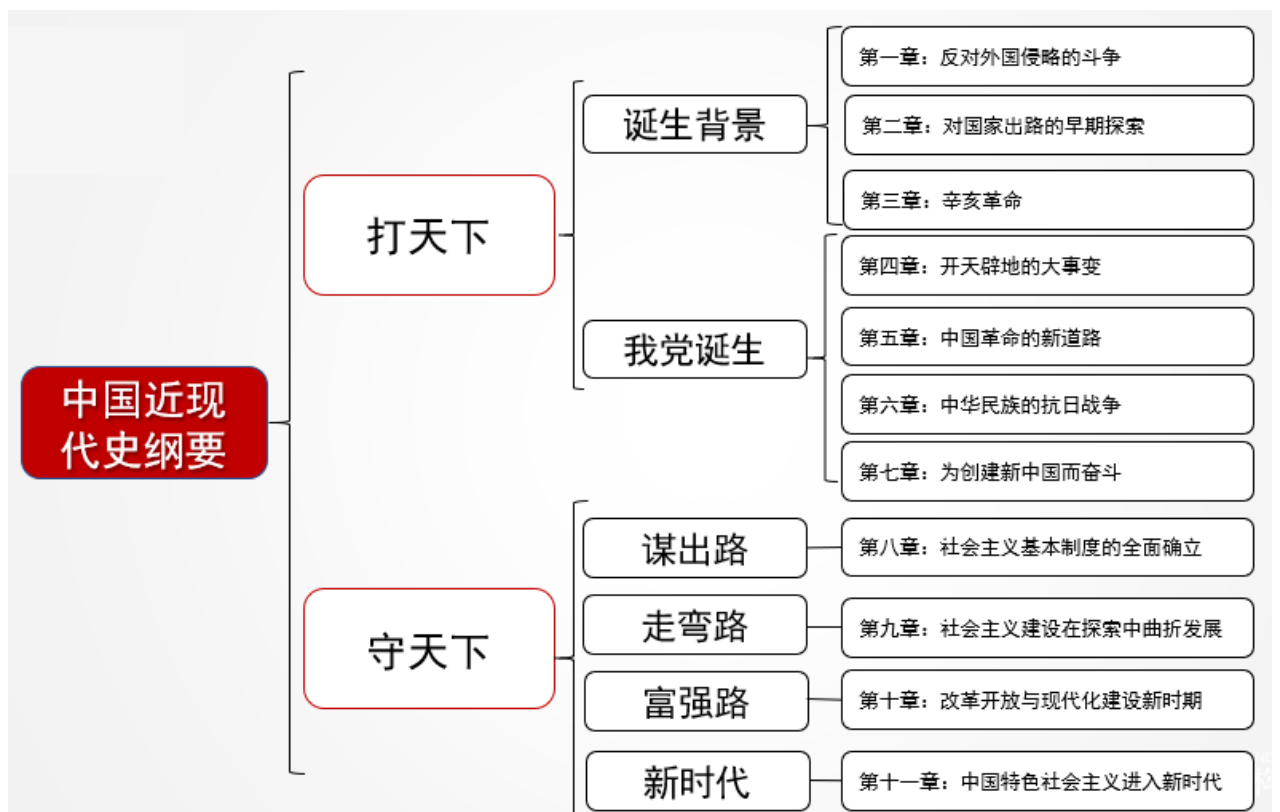 中国近现
代史纲要
打天下
诞生背景
第一章：反对外国侵略的斗争
第二章：对国家出路的早期探索
第三章：辛亥革命
我党诞生
第四章：开天辟地的大事变
第五章：中国革命的新道路
第六章：中华民族的抗日战争
第七章：为创建新中国而奋斗
守天下
谋出路
第八章：社会主义基本制度的全面确立
走弯路
第九章：社会主义建设在探索中曲折发展
富强路
第十章：改革开放与现代化建设新时期
新时代
第十一章：中国特色社会主义进入新时代